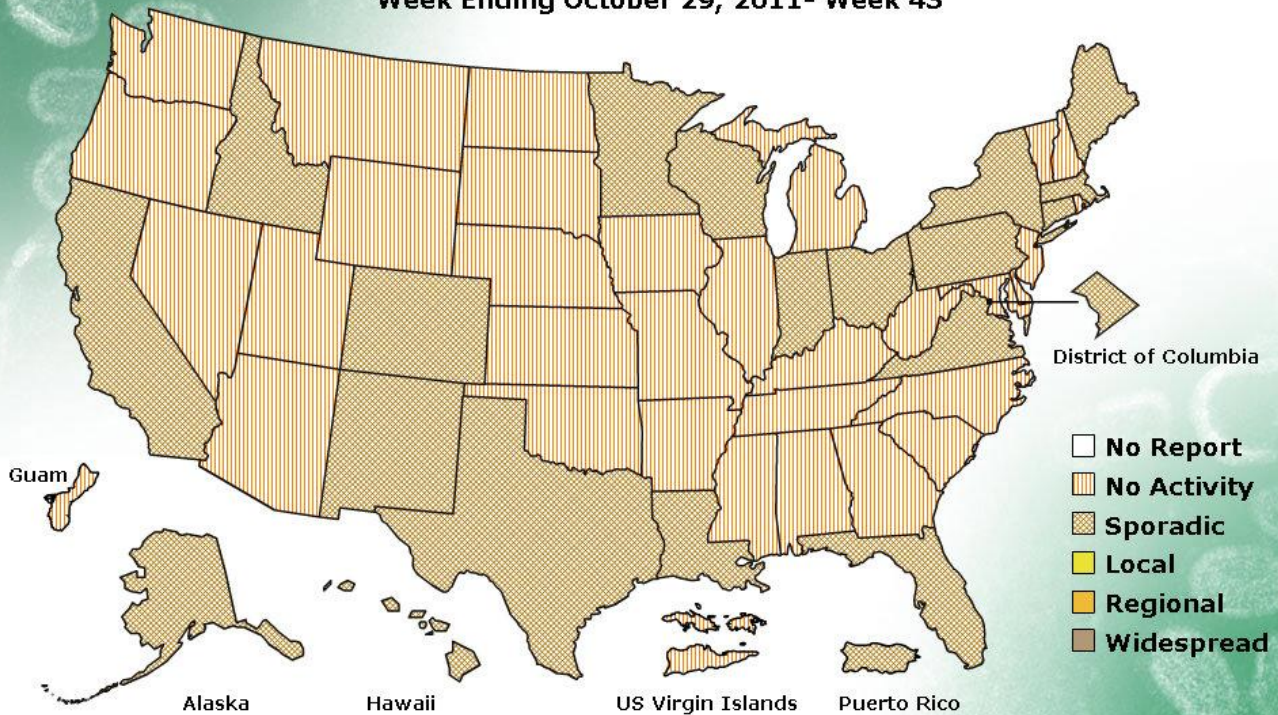 Week Ending October 29, 2011- Week 43
District of Columbia
Guam
No Report
No Activity
Sporadic
Local
Regional
Widespread
Alaska
Hawaii
US Virgin Islands
Puerto Rico